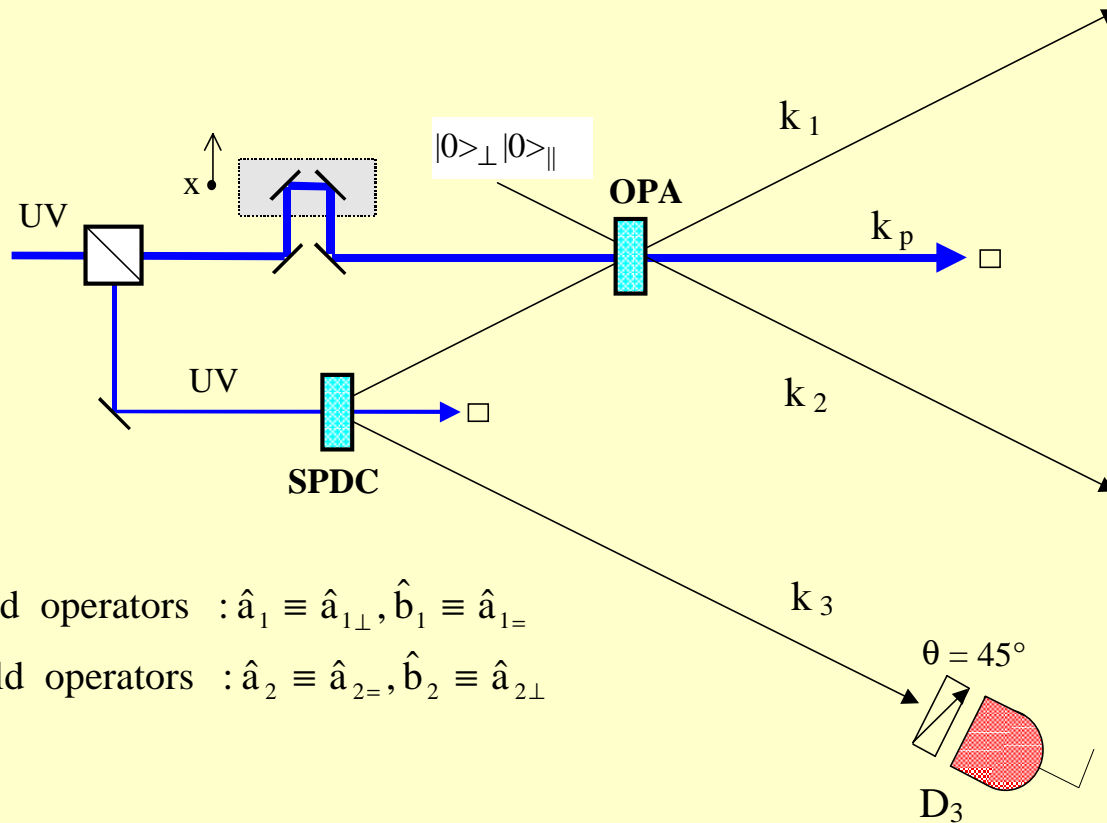 k 1
|0>⊥ |0>||
x
OPA
UV
k p
UV
k 2
SPDC
k 3
d operators : â₁ ≡ â₁⊥, b̂₁ ≡ â₁₌
ld operators : â₂ ≡ â₂₌, b̂₂ ≡ â₂⊥
θ = 45°
D3